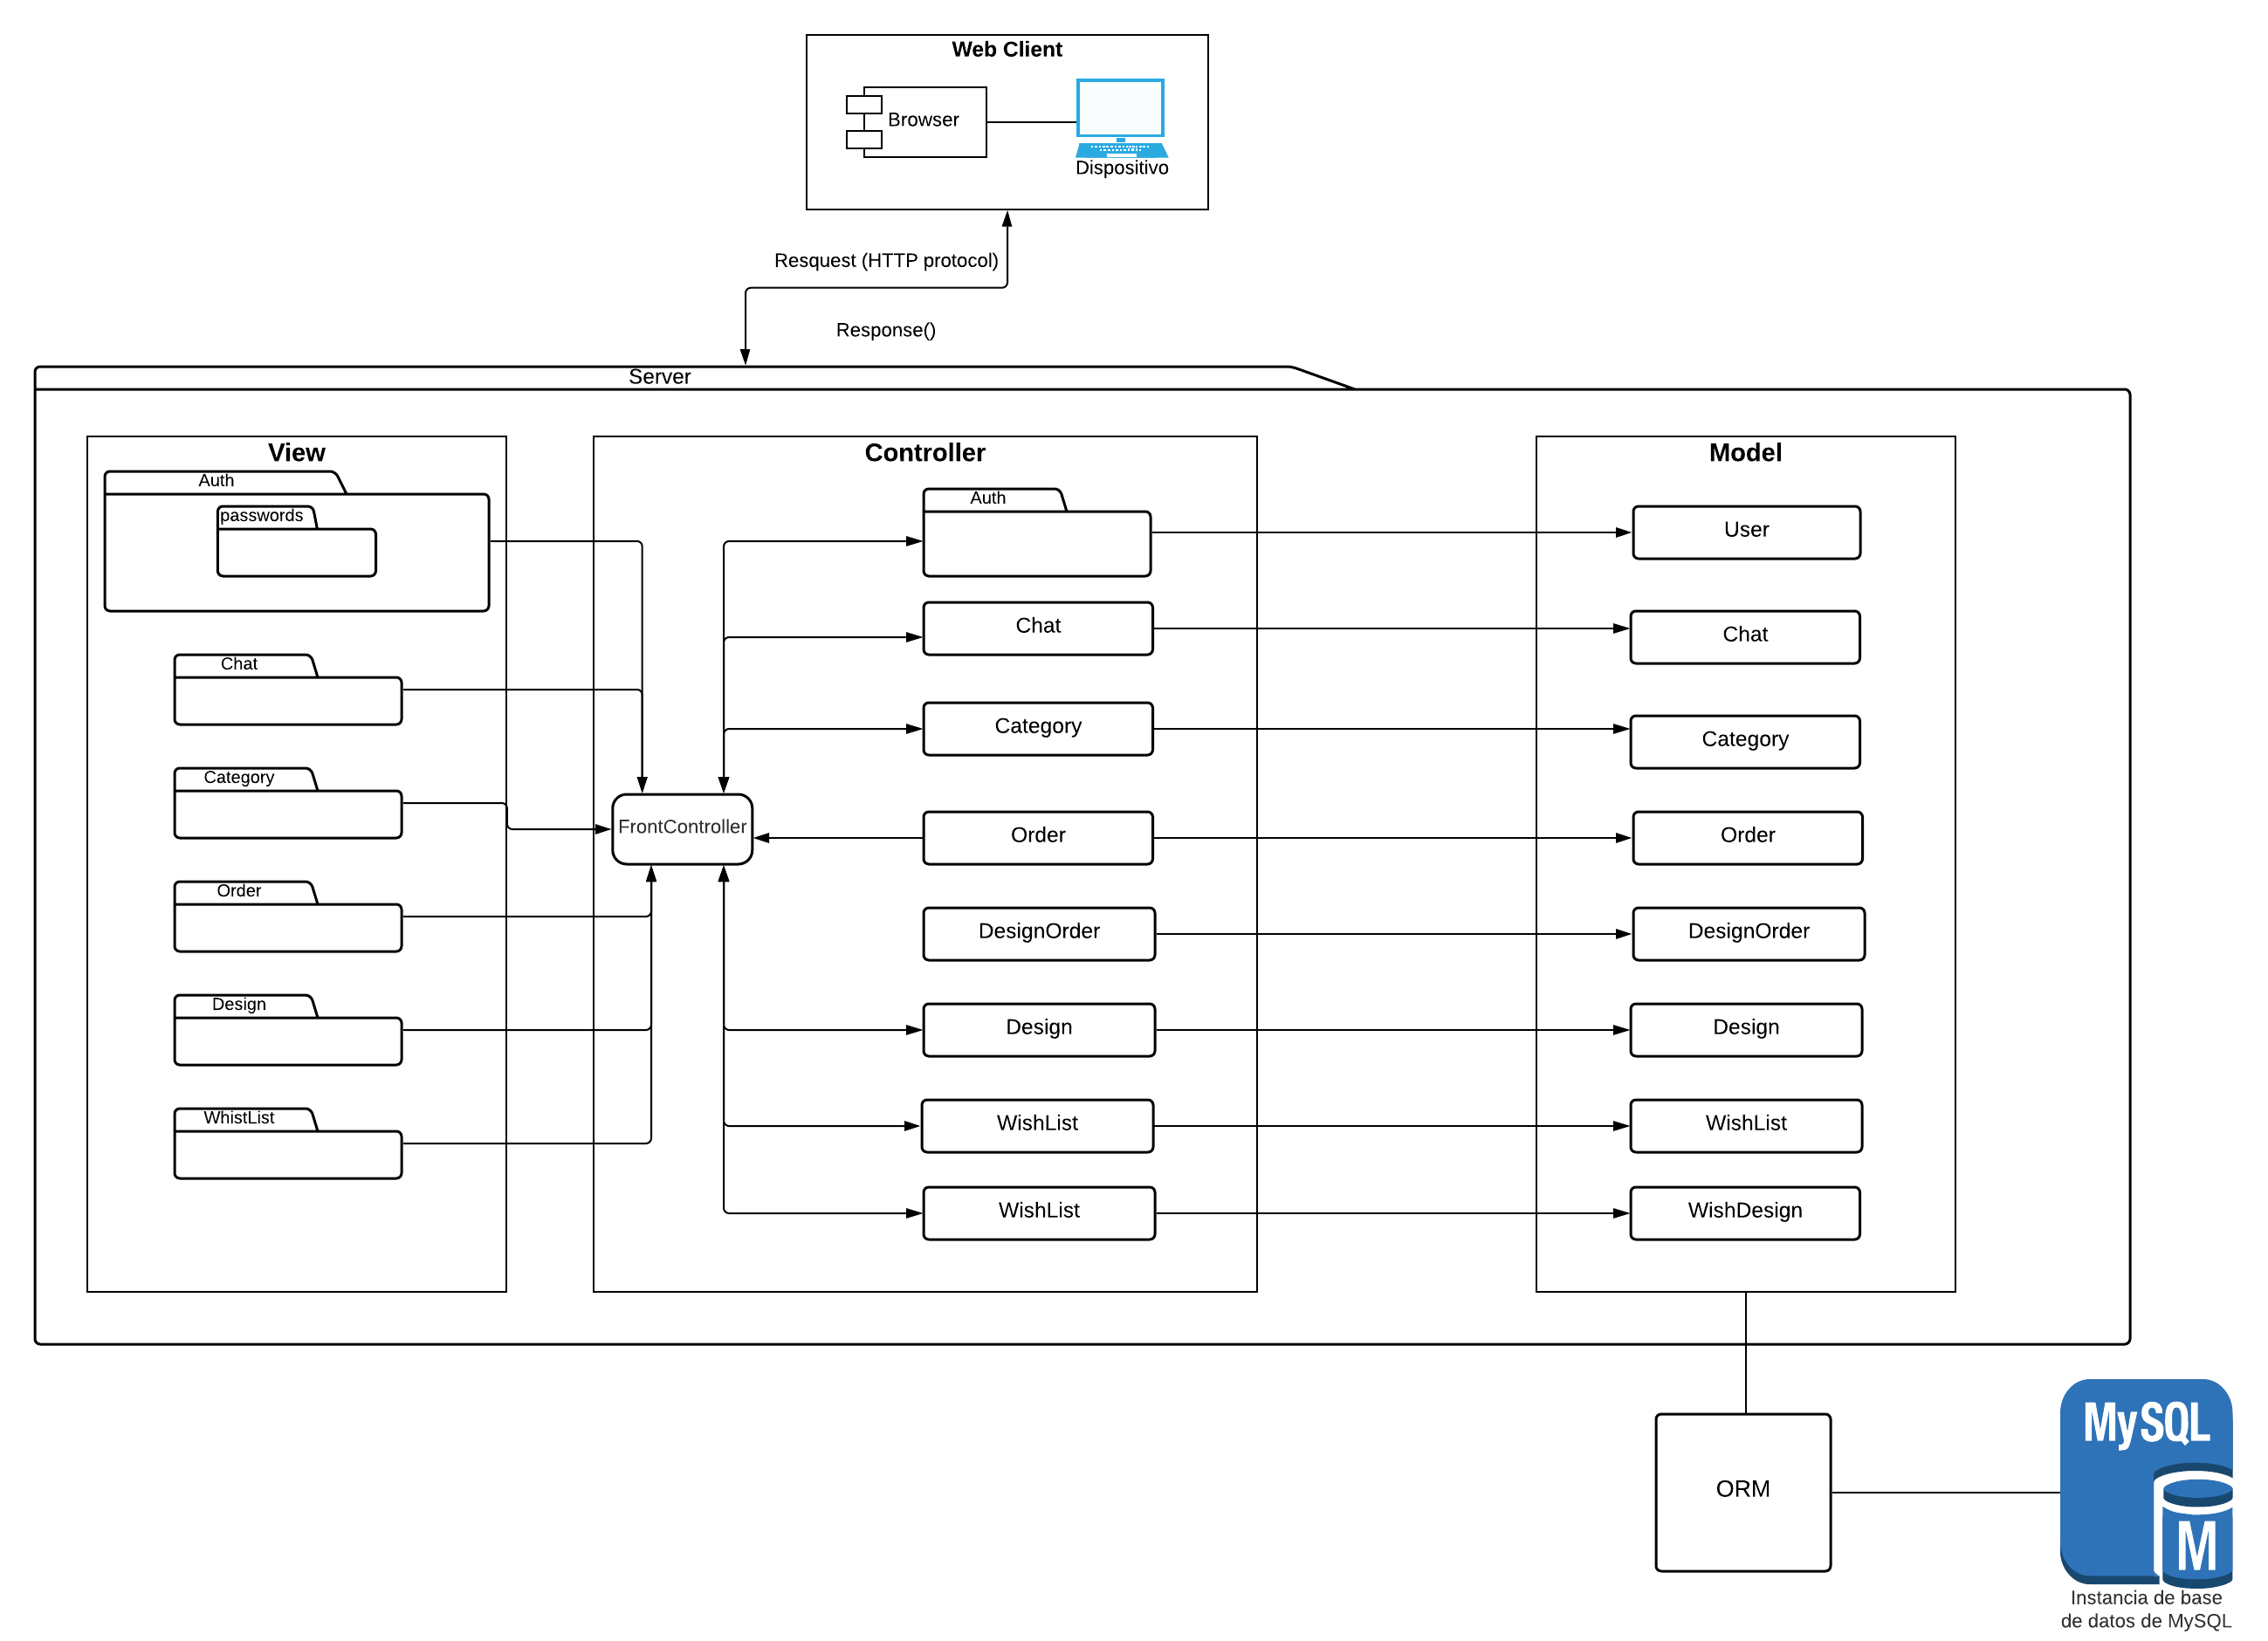 Web Client
Browser
Dispositivo
Resquest (HTTP protocol)
Response()
Server
View
Auth
passwords
Chat
Category
Order
Design
WhistList
Controller
FrontController
Auth
Chat
Category
Order
DesignOrder
Design
WishList
WishList
Model
User
Chat
Category
Order
DesignOrder
Design
WishList
WishDesign
ORM
MySQL
M
Instancia de base
de datos de MySQL